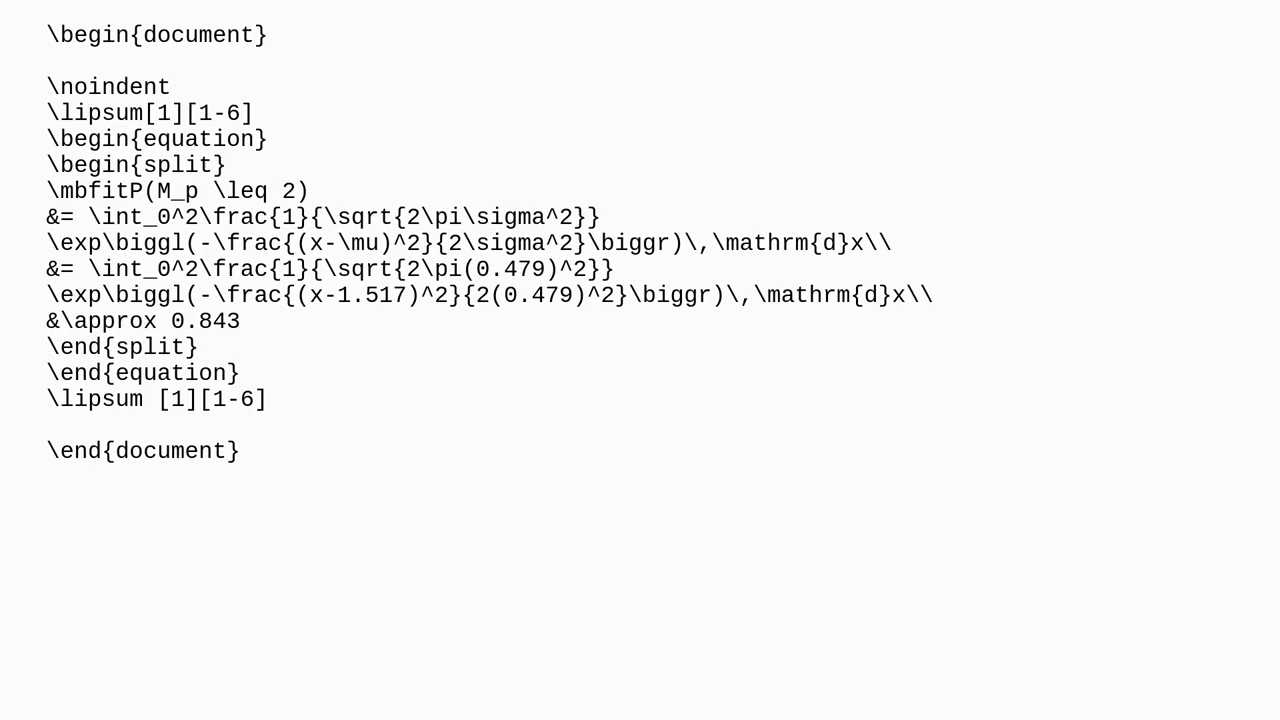 \begin{document}

\noindent
\lipsum[1][1-6]
\begin{equation}
\begin{split}
\mbfitP(M_p \leq 2)
&= \int_0^2\frac{1}{\sqrt{2\pi\sigma^2}}
\exp\biggl(-\frac{(x-\mu)^2}{2\sigma^2}\biggr)\,\mathrm{d}x\\
&= \int_0^2\frac{1}{\sqrt{2\pi(0.479)^2}}
\exp\biggl(-\frac{(x-1.517)^2}{2(0.479)^2}\biggr)\,\mathrm{d}x\\
&\approx 0.843
\end{split}
\end{equation}
\lipsum [1][1-6]

\end{document}